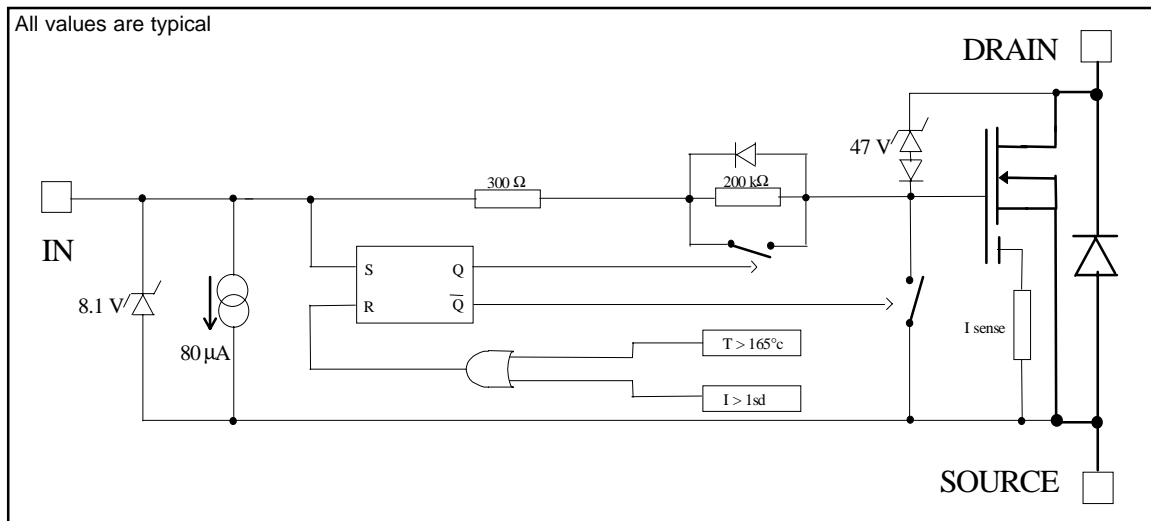 All values are typical
DRAIN
47 V
300 Ω
200 kΩ
IN
S Q
R Q̅
8.1 V
80 µA
T > 165°c
I sense
I > 1sd
SOURCE